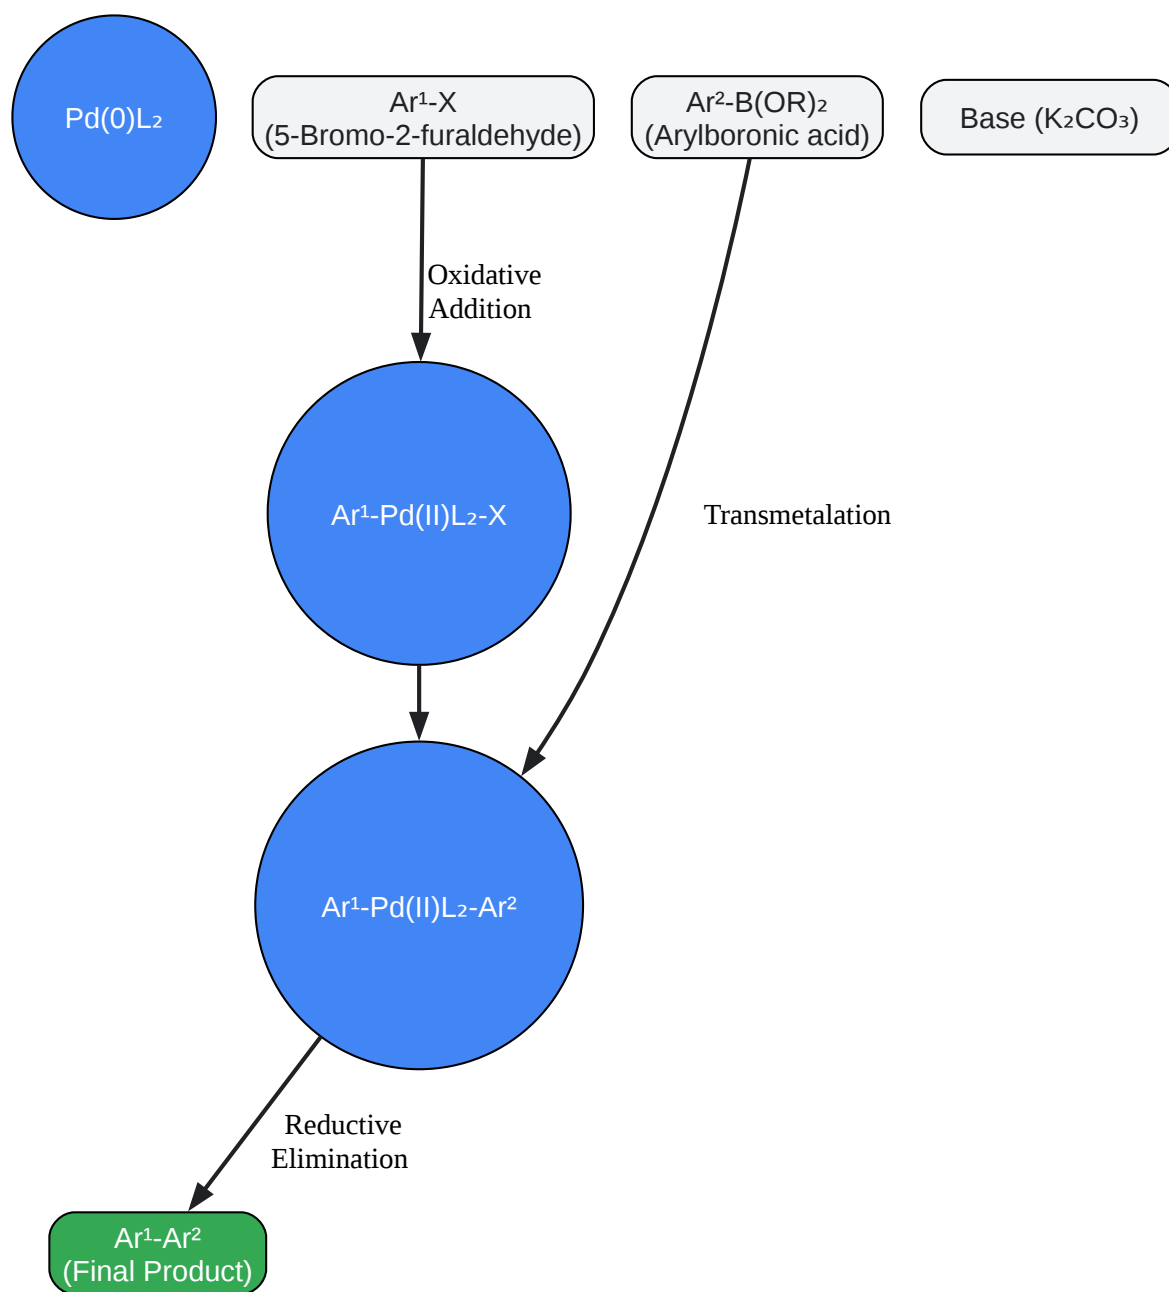 Pd(0)L₂
Ar¹-X
(5-Bromo-2-furaldehyde)
Ar²-B(OR)₂
(Arylboronic acid)
Base (K₂CO₃)
Oxidative
Addition
Ar¹-Pd(II)L₂-X
Transmetalation
Ar¹-Pd(II)L₂-Ar²
Reductive
Elimination
Ar¹-Ar²
(Final Product)